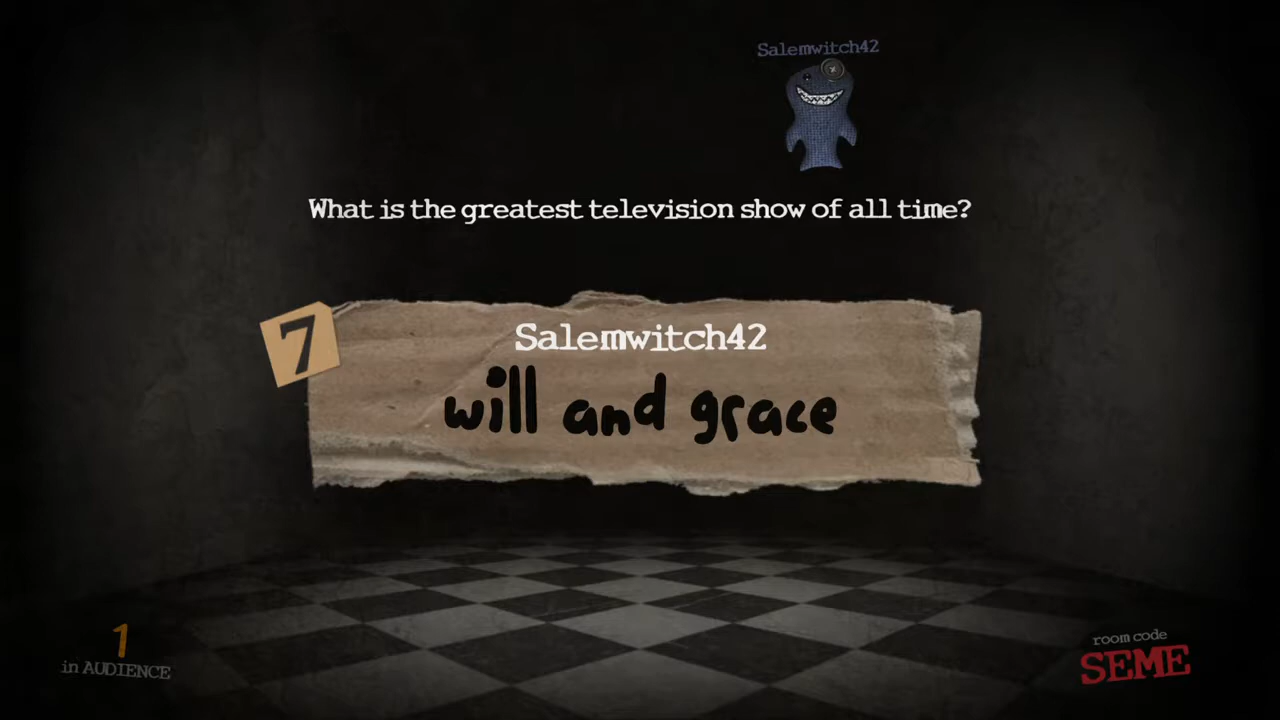 Salemwitch42
What is the greatest television show of all time?
7
Salemwitch42
will and grace
1
in AUDIENCE
room code
SEME